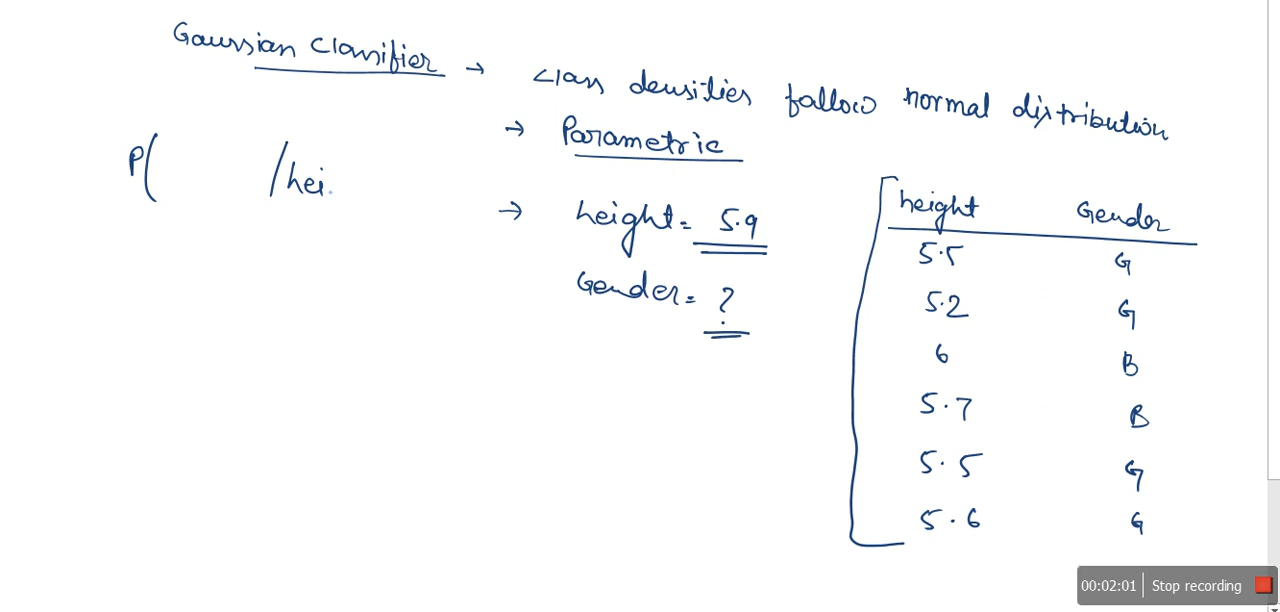 Gaussian Classifier → class densities follow normal distribution
→ Parametric
P( /hei
→ height = 5.9
Gender = ?
height Gender
5.5 G
5.2 G
6 B
5.7 B
5.5 G
5.6 G
00:02:01 Stop recording